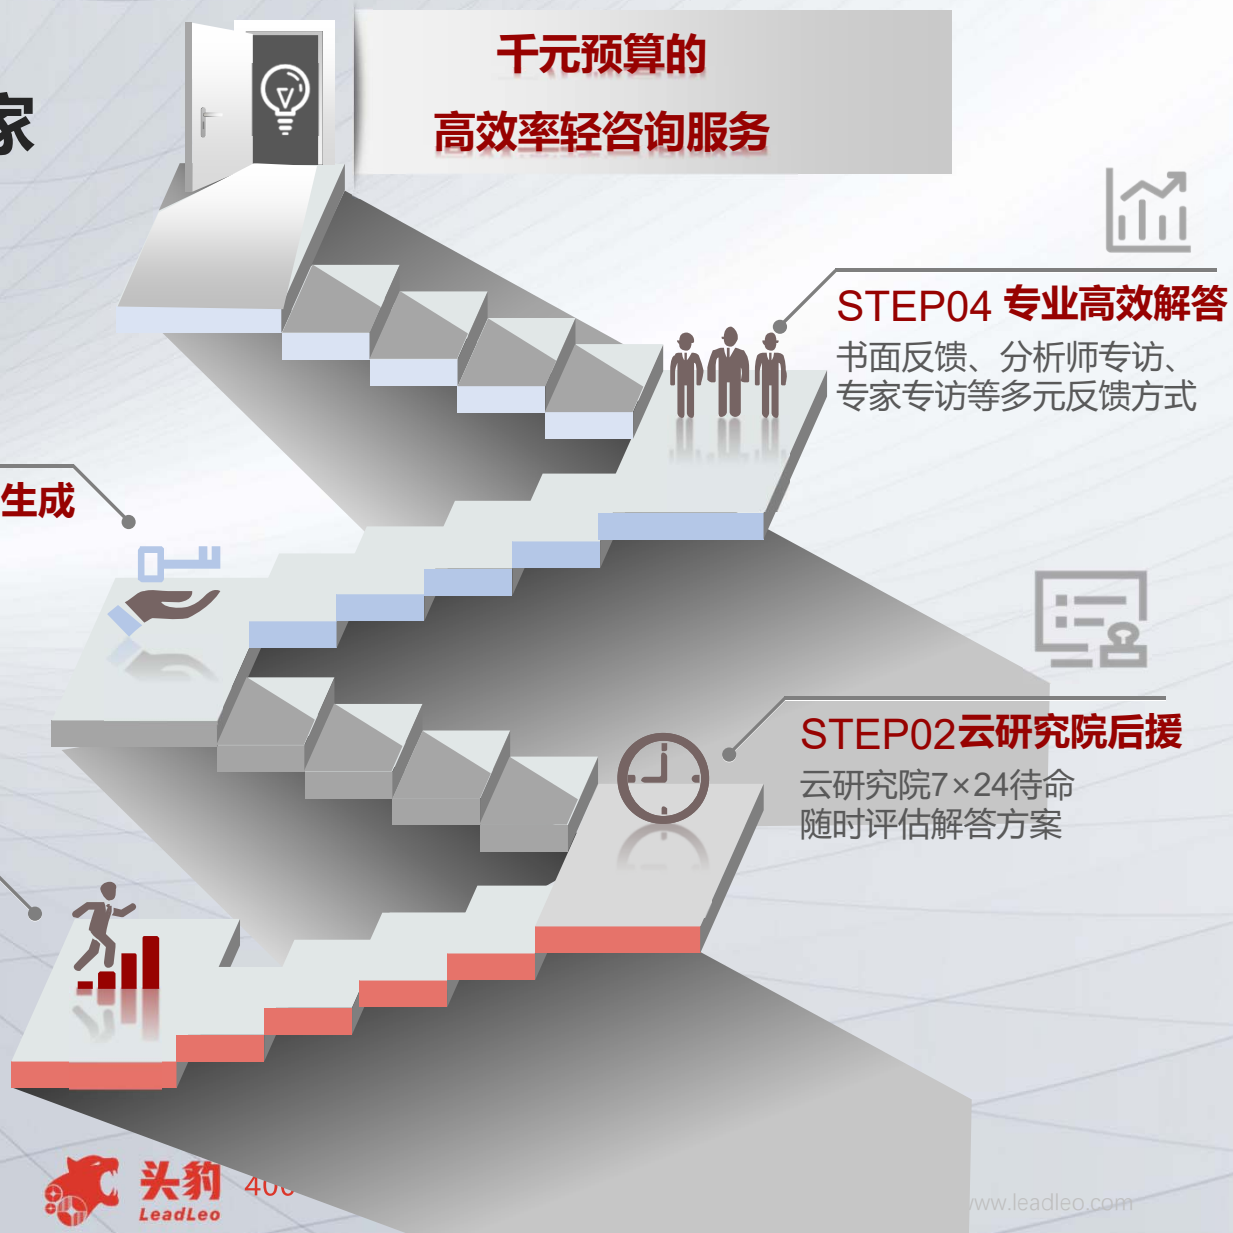 千元预算的
高效率轻咨询服务
家
STEP04 专业高效解答
书面反馈、分析师专访、
专家专访等多元反馈方式
生成
STEP02云研究院后援
云研究院7×24待命
随时评估解答方案
头豹
LeadLeo
400
www.leadleo.com